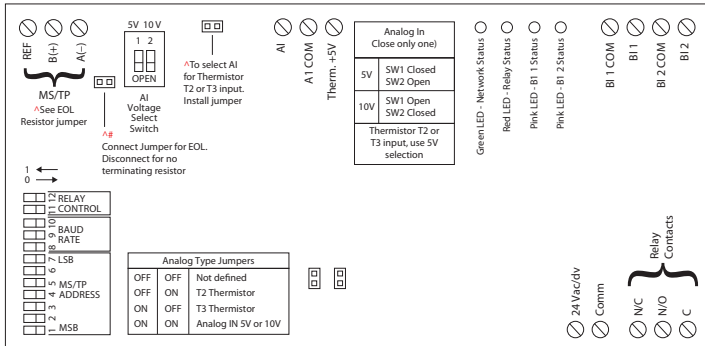 REF
B(+)
A(−)
MS/TP
^See EOL
Resistor jumper
5V 10 V
1 2
OPEN
AI
Voltage
Select
Switch
^#
Connect Jumper for EOL.
Disconnect for no
terminating resistor
^To select AI
for Thermistor
T2 or T3 input.
Install jumper
AI
A1 COM
Therm. +5V
Analog In
Close only one)
5V SW1 Closed
SW2 Open
10V SW1 Open
SW2 Closed
Thermistor T2 or
T3 input, use 5V
selection
Green LED - Network Status
Red LED - Relay Status
Pink LED - B1 1 Status
Pink LED - B1 2 Status
BI 1 COM
BI 1
BI 2 COM
BI 2
1
0
12 RELAY
11 CONTROL
10 BAUD
9 RATE
8
7 LSB
6
5 MS/TP
4 ADDRESS
3
2
1 MSB
Analog Type Jumpers
OFF OFF Not defined
OFF ON T2 Thermistor
ON OFF T3 Thermistor
ON ON Analog IN 5V or 10V
24 Vac/dv
Comm
Relay
Contacts
N/C
N/O
C